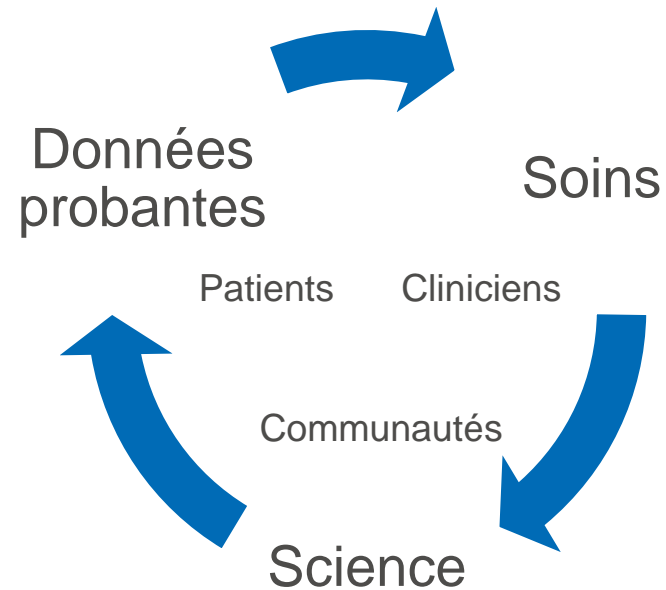 Données
probantes
Soins
Patients
Cliniciens
Communautés
Science